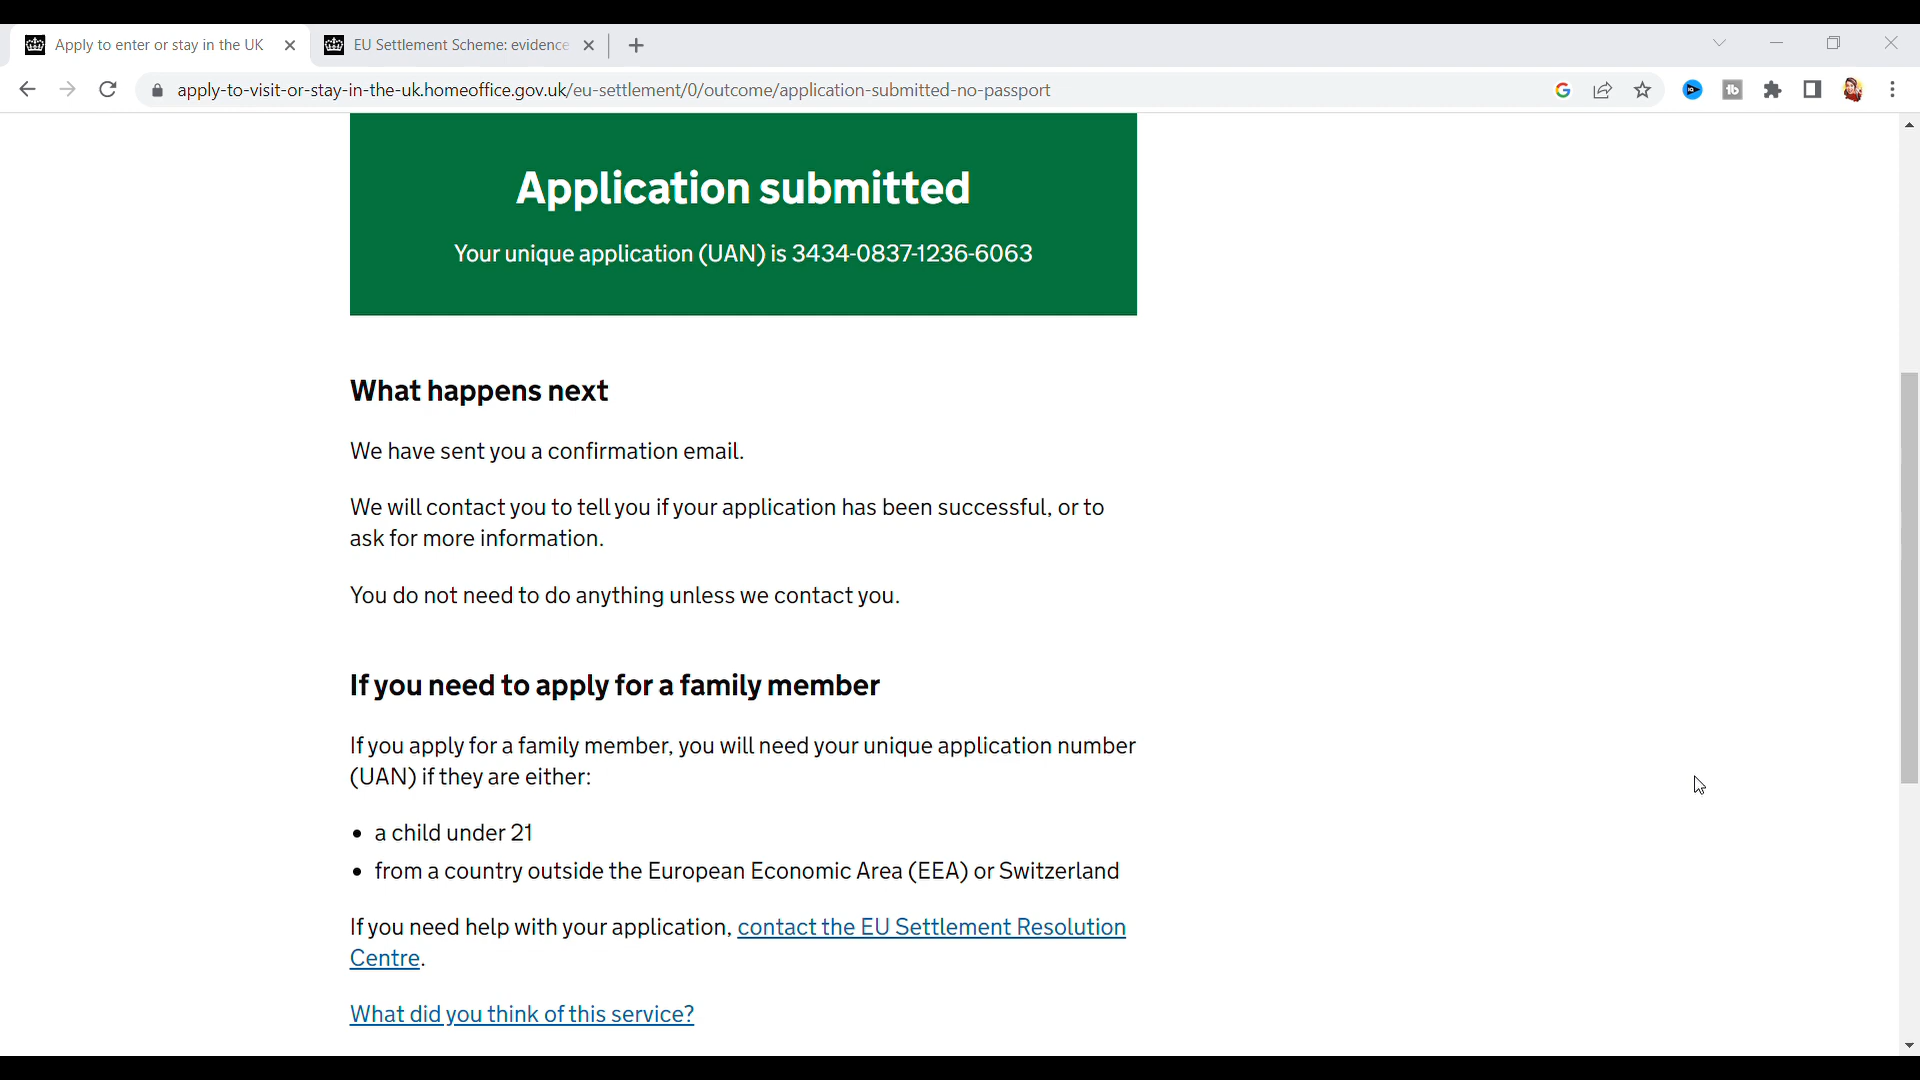 Apply to enter or stay in the UK
EU Settlement Scheme: evidence
apply-to-visit-or-stay-in-the-uk.homeoffice.gov.uk/eu-settlement/0/outcome/application-submitted-no-passport
Application submitted
Your unique application (UAN) is 3434-0837-1236-6063
What happens next
We have sent you a confirmation email.
We will contact you to tell you if your application has been successful, or to
ask for more information.
You do not need to do anything unless we contact you.
If you need to apply for a family member
If you apply for a family member, you will need your unique application number
(UAN) if they are either:
• a child under 21
• from a country outside the European Economic Area (EEA) or Switzerland
If you need help with your application, contact the EU Settlement Resolution
Centre.
What did you think of this service?